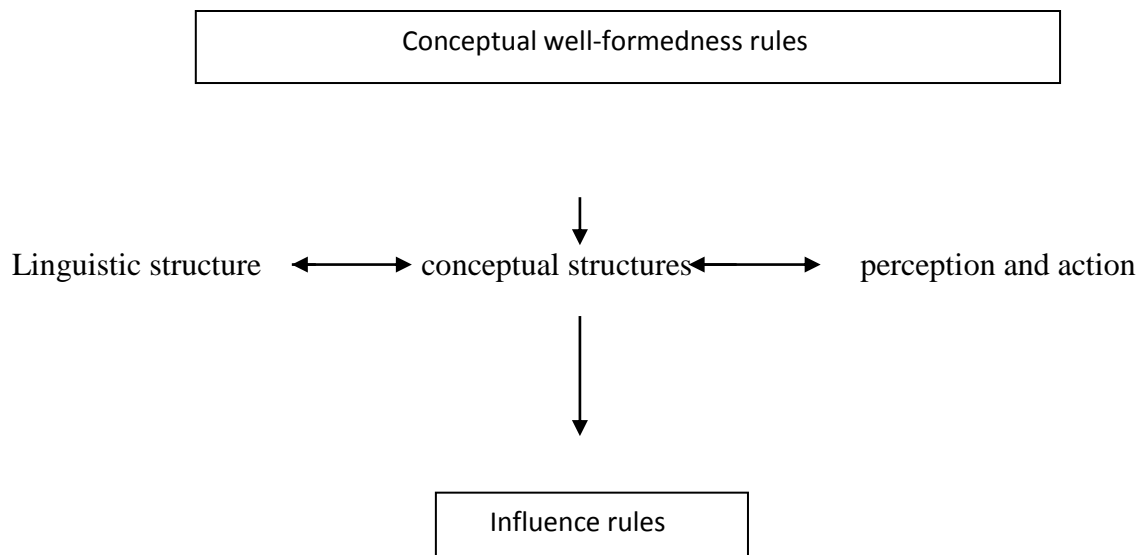 Conceptual well-formedness rules
Linguistic structure conceptual structures perception and action
Influence rules